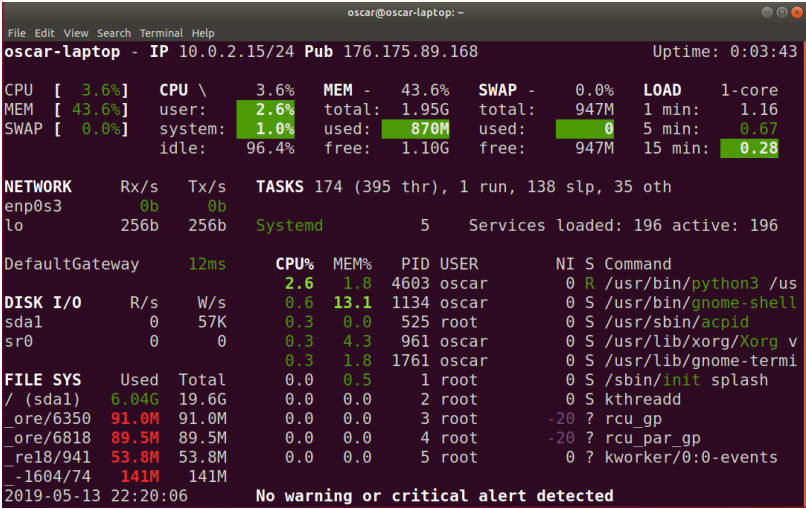 oscar@oscar-laptop: ~
File Edit View Search Terminal Help
oscar-laptop - IP 10.0.2.15/24 Pub 176.175.89.168 Uptime: 0:03:43
CPU [ 3.6%] CPU \ 3.6% MEM - 43.6% SWAP - 0.0% LOAD 1-core
MEM [ 43.6%] user: 2.6% total: 1.95G total: 947M 1 min: 1.16
SWAP [ 0.0%] system: 1.0% used: 870M used: 0 5 min: 0.67
idle: 96.4% free: 1.10G free: 947M 15 min: 0.28
NETWORK Rx/s Tx/s TASKS 174 (395 thr), 1 run, 138 slp, 35 oth
enp0s3 0b 0b
lo 256b 256b Systemd 5 Services loaded: 196 active: 196
DefaultGateway 12ms CPU% MEM% PID USER NI S Command
2.6 1.8 4603 oscar 0 R /usr/bin/python3 /us
DISK I/O R/s W/s 0.6 13.1 1134 oscar 0 S /usr/bin/gnome-shell
sda1 0 57K 0.3 0.0 525 root 0 S /usr/sbin/acpid
sr0 0 0 0.3 4.3 961 oscar 0 S /usr/lib/xorg/Xorg v
0.3 1.8 1761 oscar 0 S /usr/lib/gnome-termi
FILE SYS Used Total 0.0 0.5 1 root 0 S /sbin/init splash
/ (sda1) 6.04G 19.6G 0.0 0.0 2 root 0 S kthreadd
_ore/6350 91.0M 91.0M 0.0 0.0 3 root -20 ? rcu_gp
_ore/6818 89.5M 89.5M 0.0 0.0 4 root -20 ? rcu_par_gp
_re18/941 53.8M 53.8M 0.0 0.0 5 root 0 ? kworker/0:0-events
_-1604/74 141M 141M
2019-05-13 22:20:06 No warning or critical alert detected